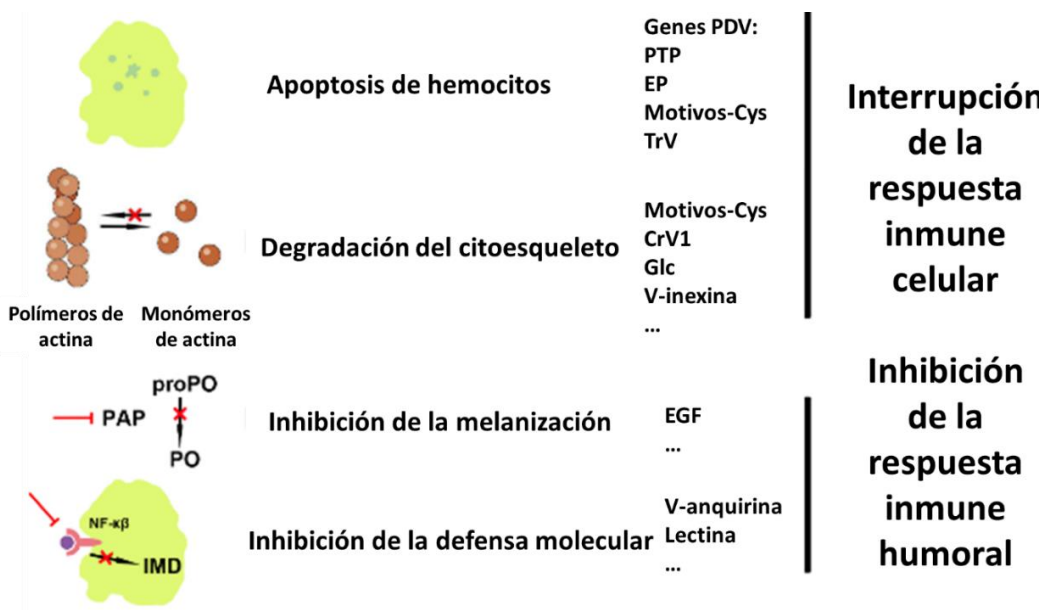 Genes PDV:
PTP
EP
Motivos-Cys
TrV
Apoptosis de hemocitos
Interrupción
de la
respuesta
inmune
celular
Motivos-Cys
CrV1
Glc
V-inexina
...
Degradación del citoesqueleto
Polímeros de
actina
Monómeros
de actina
proPO
PAP
PO
Inhibición de la melanización
EGF
...
Inhibición
de la
respuesta
inmune
humoral
NF-κβ
IMD
Inhibición de la defensa molecular
V-anquirina
Lectina
...